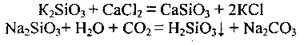 K₂SiO₃ + CaCl₂ = CaSiO₃ + 2KCl
Na₂SiO₃+ H₂O + CO₂= H₂SiO₃↓ + Na₂CO₃